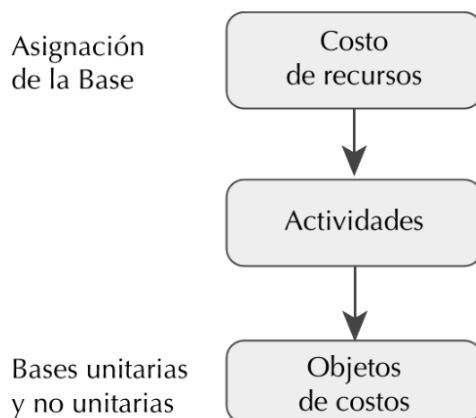 Asignación
de la Base
Costo
de recursos
Actividades
Bases unitarias
y no unitarias
Objetos
de costos